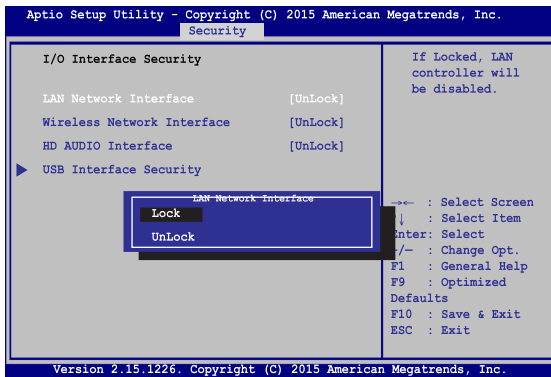 Aptio Setup Utility - Copyright (C) 2015 American Megatrends, Inc.
Security
I/O Interface Security
LAN Network Interface [UnLock]
Wireless Network Interface [UnLock]
HD AUDIO Interface [UnLock]
USB Interface Security
LAN Network Interface
Lock
UnLock
If Locked, LAN
controller will
be disabled.
→← : Select Screen
↓ : Select Item
Enter: Select
/— : Change Opt.
F1 : General Help
F9 : Optimized
Defaults
F10 : Save & Exit
ESC : Exit
Version 2.15.1226. Copyright (C) 2015 American Megatrends, Inc.